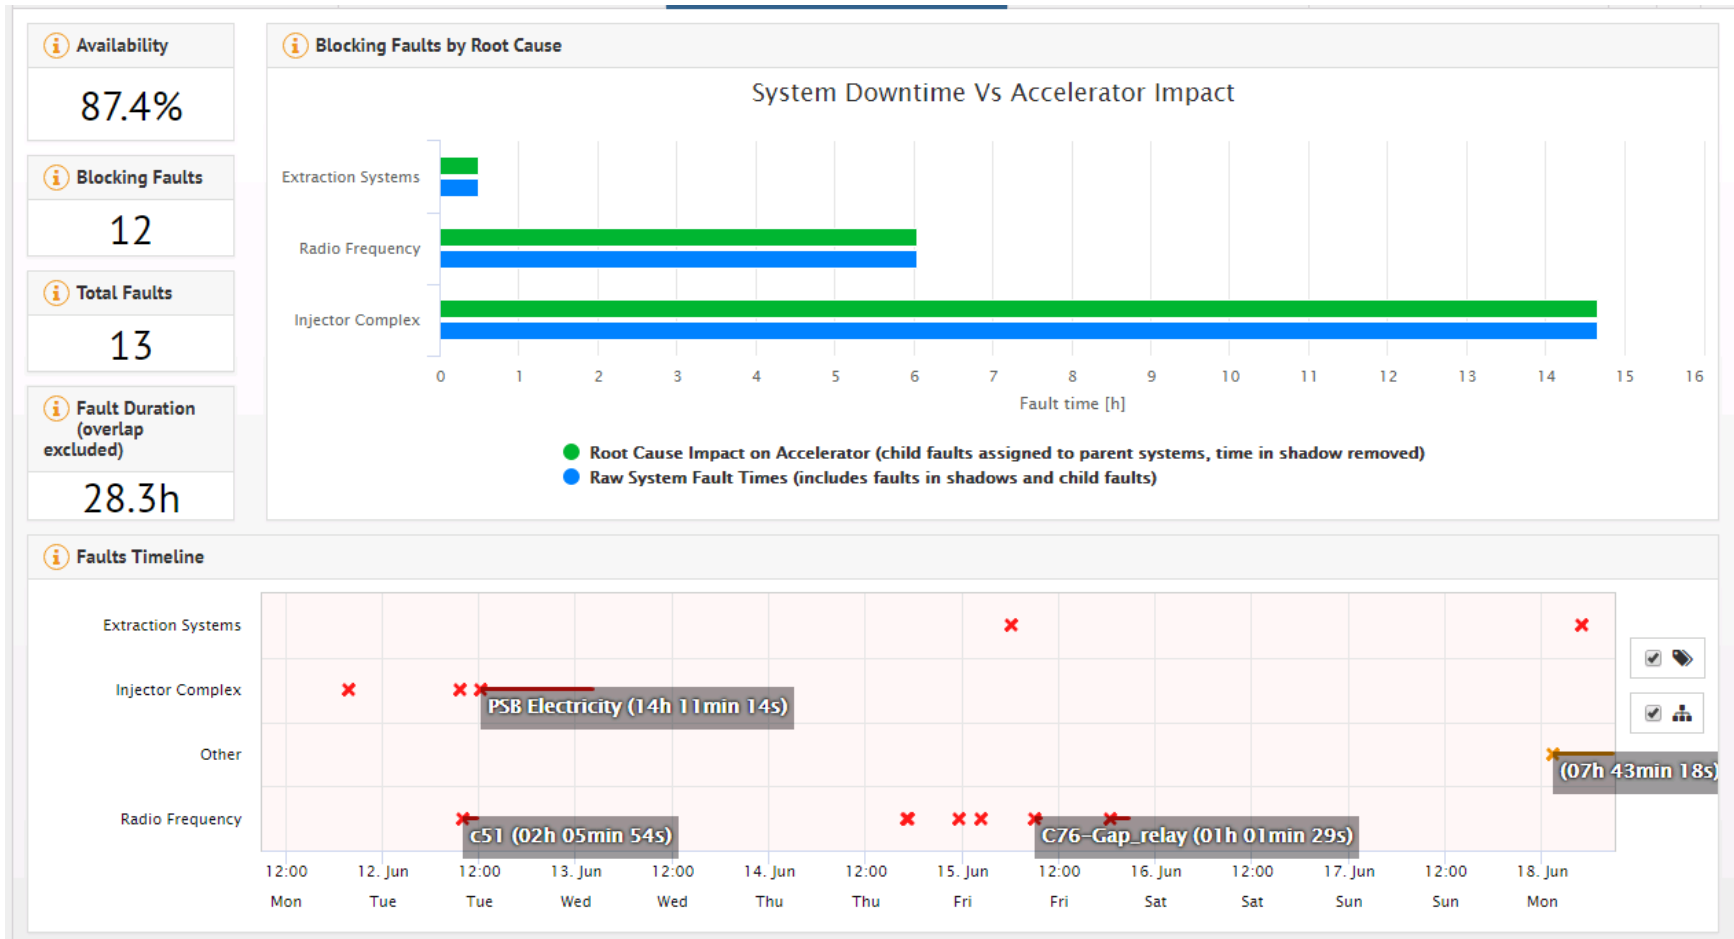 Availability
87.4%
Blocking Faults
12
Total Faults
13
Fault Duration
(overlap
excluded)
28.3h
Blocking Faults by Root Cause
System Downtime Vs Accelerator Impact
Extraction Systems
Radio Frequency
Injector Complex
0 1 2 3 4 5 6 7 8 9 10 11 12 13 14 15 16
Fault time [h]
Root Cause Impact on Accelerator (child faults assigned to parent systems, time in shadow removed)
Raw System Fault Times (includes faults in shadows and child faults)
Faults Timeline
Extraction Systems
Injector Complex
PSB Electricity (14h 11min 14s)
Other
(07h 43min 18s)
Radio Frequency
c51 (02h 05min 54s)
C76-Gap_relay (01h 01min 29s)
12:00 12. Jun 12:00 13. Jun 12:00 14. Jun 12:00 15. Jun 12:00 16. Jun 12:00 17. Jun 12:00 18. Jun
Mon Tue Tue Wed Wed Thu Thu Fri Fri Sat Sat Sun Sun Mon